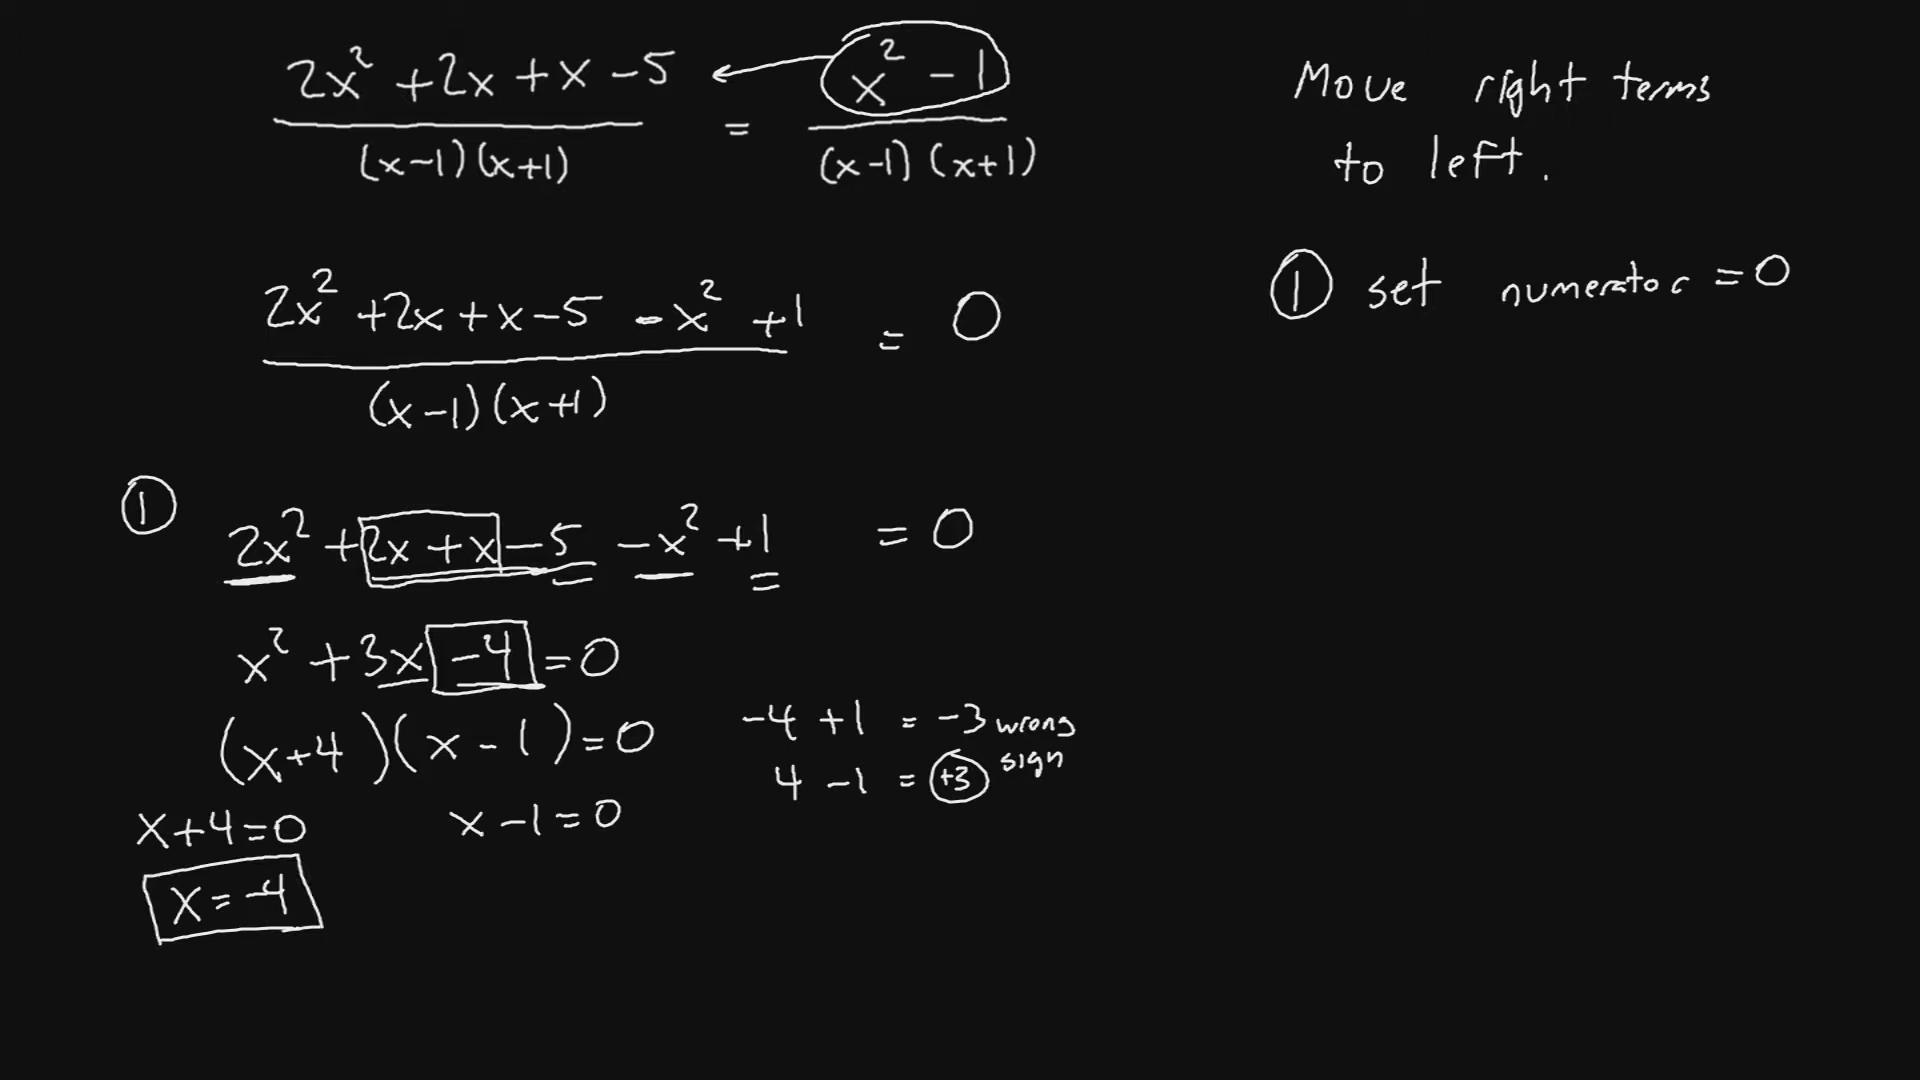 2x² + 2x + x - 5 / (x-1)(x+1) = x² - 1 / (x-1)(x+1)
Move right terms
to left.
2x² + 2x + x - 5 - x² + 1 / (x-1)(x+1) = 0
① set numerator = 0
① 2x² + 2x + x - 5 - x² + 1 = 0
x² + 3x - 4 = 0
(x+4)(x-1) = 0
-4 + 1 = -3 wrong sign
4 - 1 = +3
x + 4 = 0
x - 1 = 0
x = -4